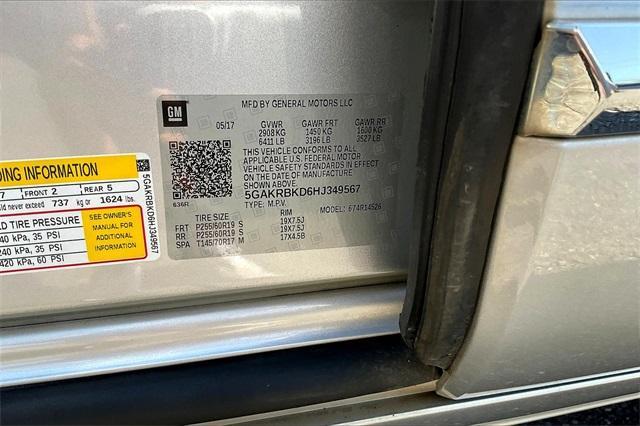 GM
MFD BY GENERAL MOTORS LLC
05/17 GVWR GAWR FRT GAWR RR
2908 KG 1450 KG 1600 KG
6411 LB 3196 LB 3527 LB
THIS VEHICLE CONFORMS TO ALL
APPLICABLE U.S. FEDERAL MOTOR
VEHICLE SAFETY STANDARDS IN EFFECT
ON THE DATE OF MANUFACTURE
SHOWN ABOVE.
5GAKRBKD6HJ349567
636R TYPE: M.P.V. 674R14526
TIRE SIZE RIM
FRT P255/60R19 S 19X7.5J
RR P255/60R19 S 19X7.5J
SPA T145/70R17 M 17X4.5B
DING INFORMATION
7 FRONT 2 REAR 5
ld never exceed 737 kg or 1624 lbs.
LD TIRE PRESSURE
40 kPa, 35 PSI
240 kPa, 35 PSI
420 kPa, 60 PSI
SEE OWNER'S
MANUAL FOR
ADDITIONAL
INFORMATION
5GAKRBKD6HJ349567